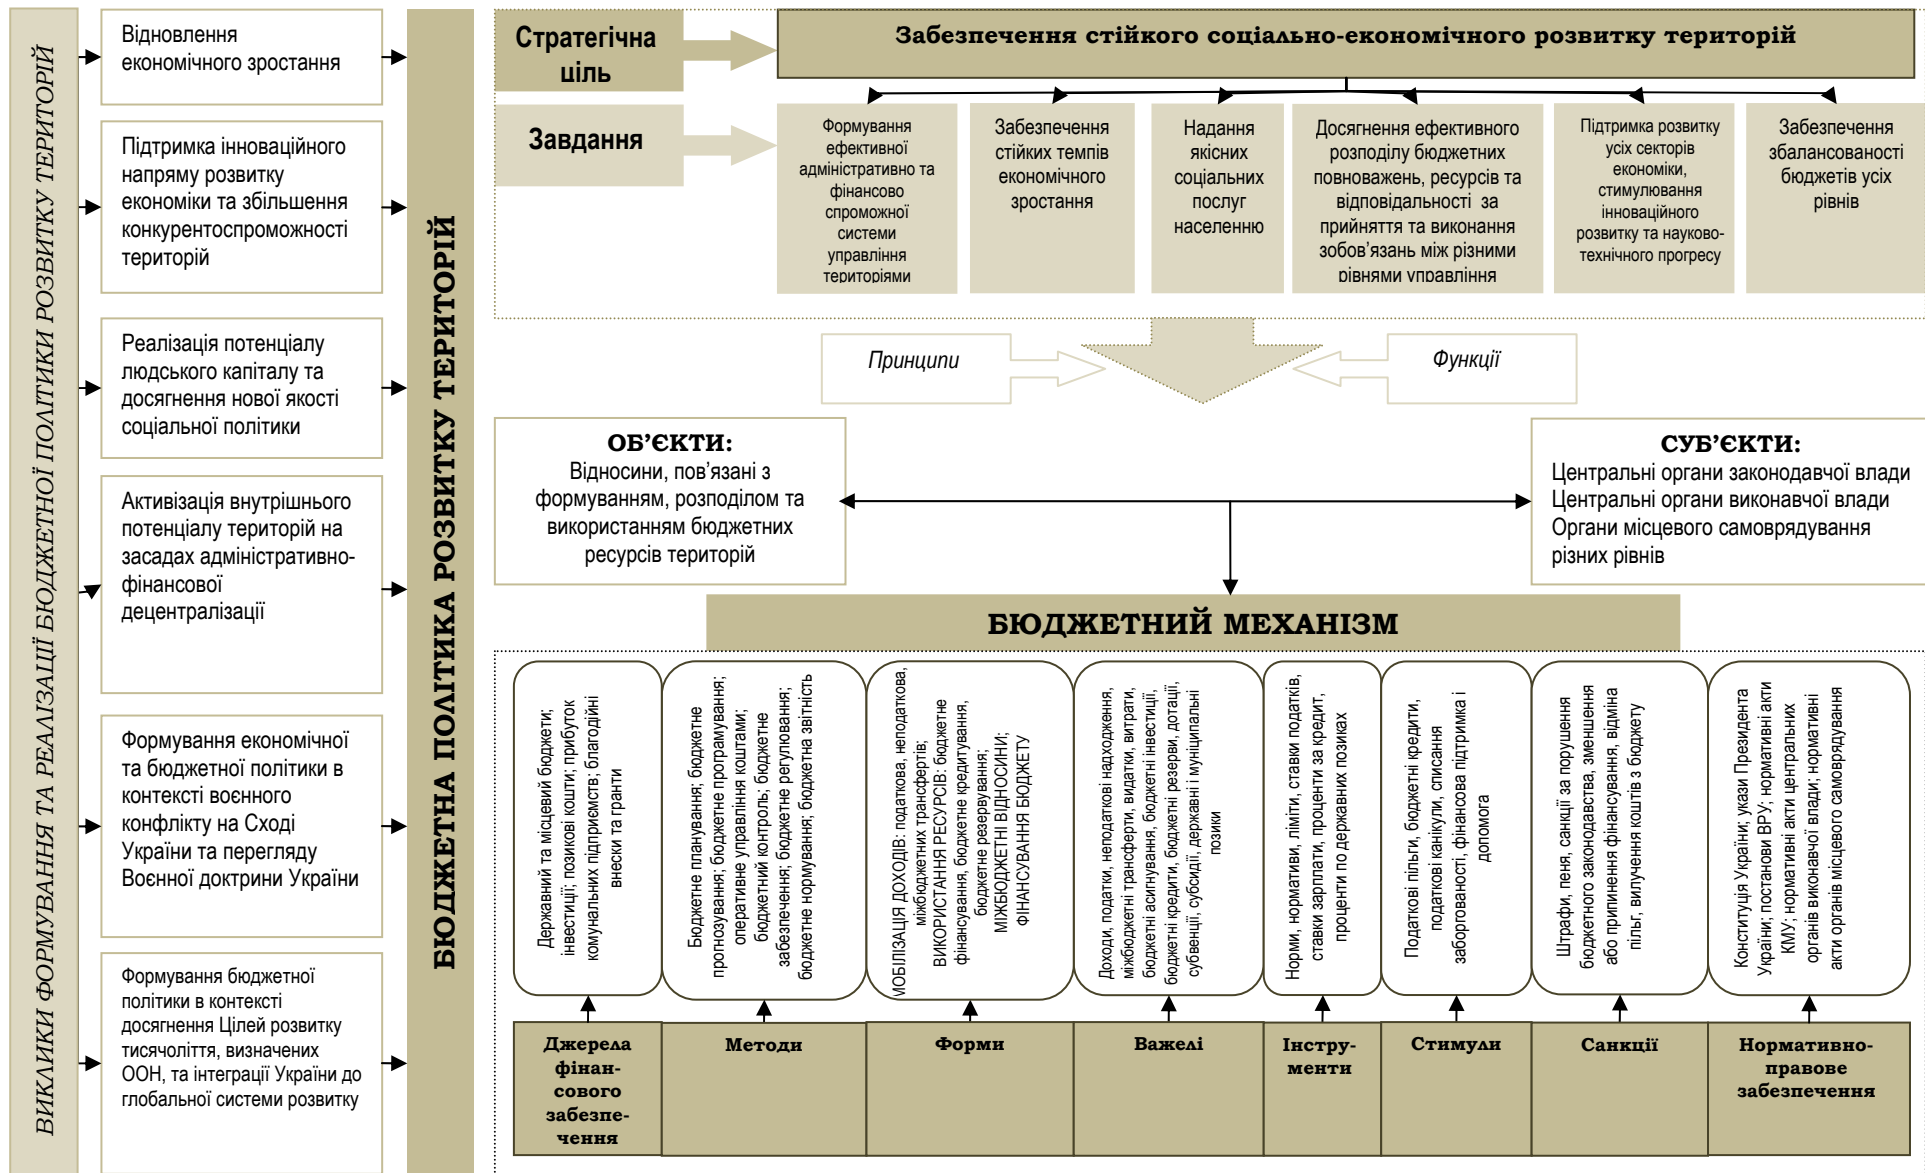 ВИКЛИКИ ФОРМУВАННЯ ТА РЕАЛІЗАЦІЇ БЮДЖЕТНОЇ ПОЛІТИКИ РОЗВИТКУ ТЕРИТОРІЙ
Відновлення
економічного зростання
Підтримка інноваційного
напряму розвитку
економіки та збільшення
конкурентоспроможності
територій
Реалізація потенціалу
людського капіталу та
досягнення нової якості
соціальної політики
Активізація внутрішнього
потенціалу територій на
засадах адміністративно-
фінансової
децентралізації
Формування економічної
та бюджетної політики в
контексті воєнного
конфлікту на Сході
України та перегляду
Воєнної доктрини України
Формування бюджетної
політики в контексті
досягнення Цілей розвитку
тисячоліття, визначених
ООН, та інтеграції України до
глобальної системи розвитку
БЮДЖЕТНА ПОЛІТИКА РОЗВИТКУ ТЕРИТОРІЙ
Стратегічна
ціль
Забезпечення стійкого соціально-економічного розвитку територій
Завдання
Формування
ефективної
адміністративно та
фінансово
спроможної
системи
управління
територіями
Забезпечення
стійких темпів
економічного
зростання
Надання
якісних
соціальних
послуг
населенню
Досягнення ефективного
розподілу бюджетних
повноважень, ресурсів та
відповідальності за
прийняття та виконання
зобов’язань між різними
рівнями управління
Підтримка розвитку
усіх секторів
економіки,
стимулювання
інноваційного
розвитку та науково-
технічного прогресу
Забезпечення
збалансованості
бюджетів усіх
рівнів
Принципи
Функції
ОБ’ЄКТИ:
Відносини, пов’язані з
формуванням, розподілом та
використанням бюджетних
ресурсів територій
СУБ’ЄКТИ:
Центральні органи законодавчої влади
Центральні органи виконавчої влади
Органи місцевого самоврядування
різних рівнів
БЮДЖЕТНИЙ МЕХАНІЗМ
Державний та місцевий бюджети;
інвестиції; позикові кошти; прибуток
комунальних підприємств; благодійні
внески та гранти
Бюджетне планування; бюджетне
прогнозування; бюджетне програмування;
оперативне управління коштами;
бюджетний контроль; бюджетне
забезпечення; бюджетне регулювання;
бюджетне нормування; бюджетна звітність
МОБІЛІЗАЦІЯ ДОХОДІВ: податкова, неподаткова,
міжбюджетних трансфертів;
ВИКОРИСТАННЯ РЕСУРСІВ: бюджетне
фінансування, бюджетне кредитування,
бюджетне резервування;
МІЖБЮДЖЕТНІ ВІДНОСИНИ;
ФІНАНСУВАННЯ БЮДЖЕТУ
Доходи, податки, неподаткові надходження,
міжбюджетні трансферти, видатки, витрати,
бюджетні асигнування, бюджетні інвестиції,
бюджетні кредити, бюджетні резерви, дотації,
субвенції, субсидії, державні і муніципальні
позики
Норми, нормативи, ліміти, ставки податків,
ставки зарплати, проценти за кредит,
проценти по державних позиках
Податкові пільги, бюджетні кредити,
податкові канікули, списання
заборгованості, фінансова підтримка і
допомога
Штрафи, пеня, санкції за порушення
бюджетного законодавства, зменшення
або припинення фінансування, відміна
пільг, вилучення коштів з бюджету
Конституція України; укази Президента
України; постанови ВРУ; нормативні акти
КМУ; нормативні акти центральних
органів виконавчої влади; нормативні
акти органів місцевого самоврядування
Джерела
фінан-
сового
забезпе-
чення
Методи
Форми
Важелі
Інстру-
менти
Стимули
Санкції
Нормативно-
правове
забезпечення